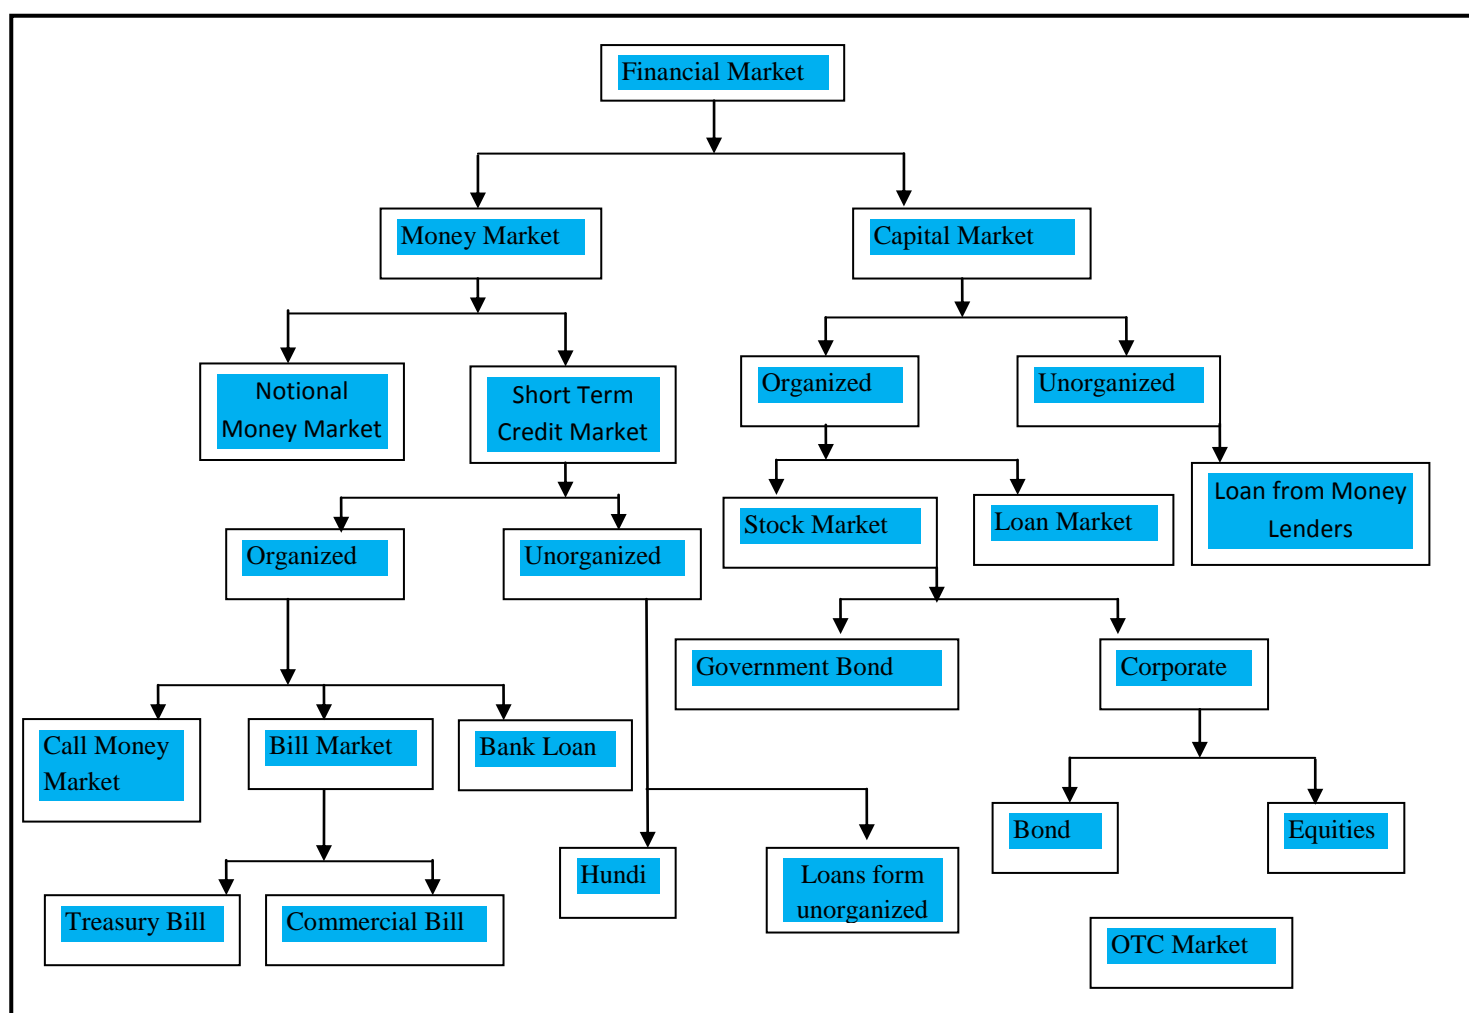 Financial Market
Money Market
Capital Market
Notional
Money Market
Short Term
Credit Market
Organized
Unorganized
Loan from Money
Lenders
Stock Market
Loan Market
Organized
Unorganized
Government Bond
Corporate
Call Money
Market
Bill Market
Bank Loan
Bond
Equities
Hundi
Loans form
unorganized
Treasury Bill
Commercial Bill
OTC Market